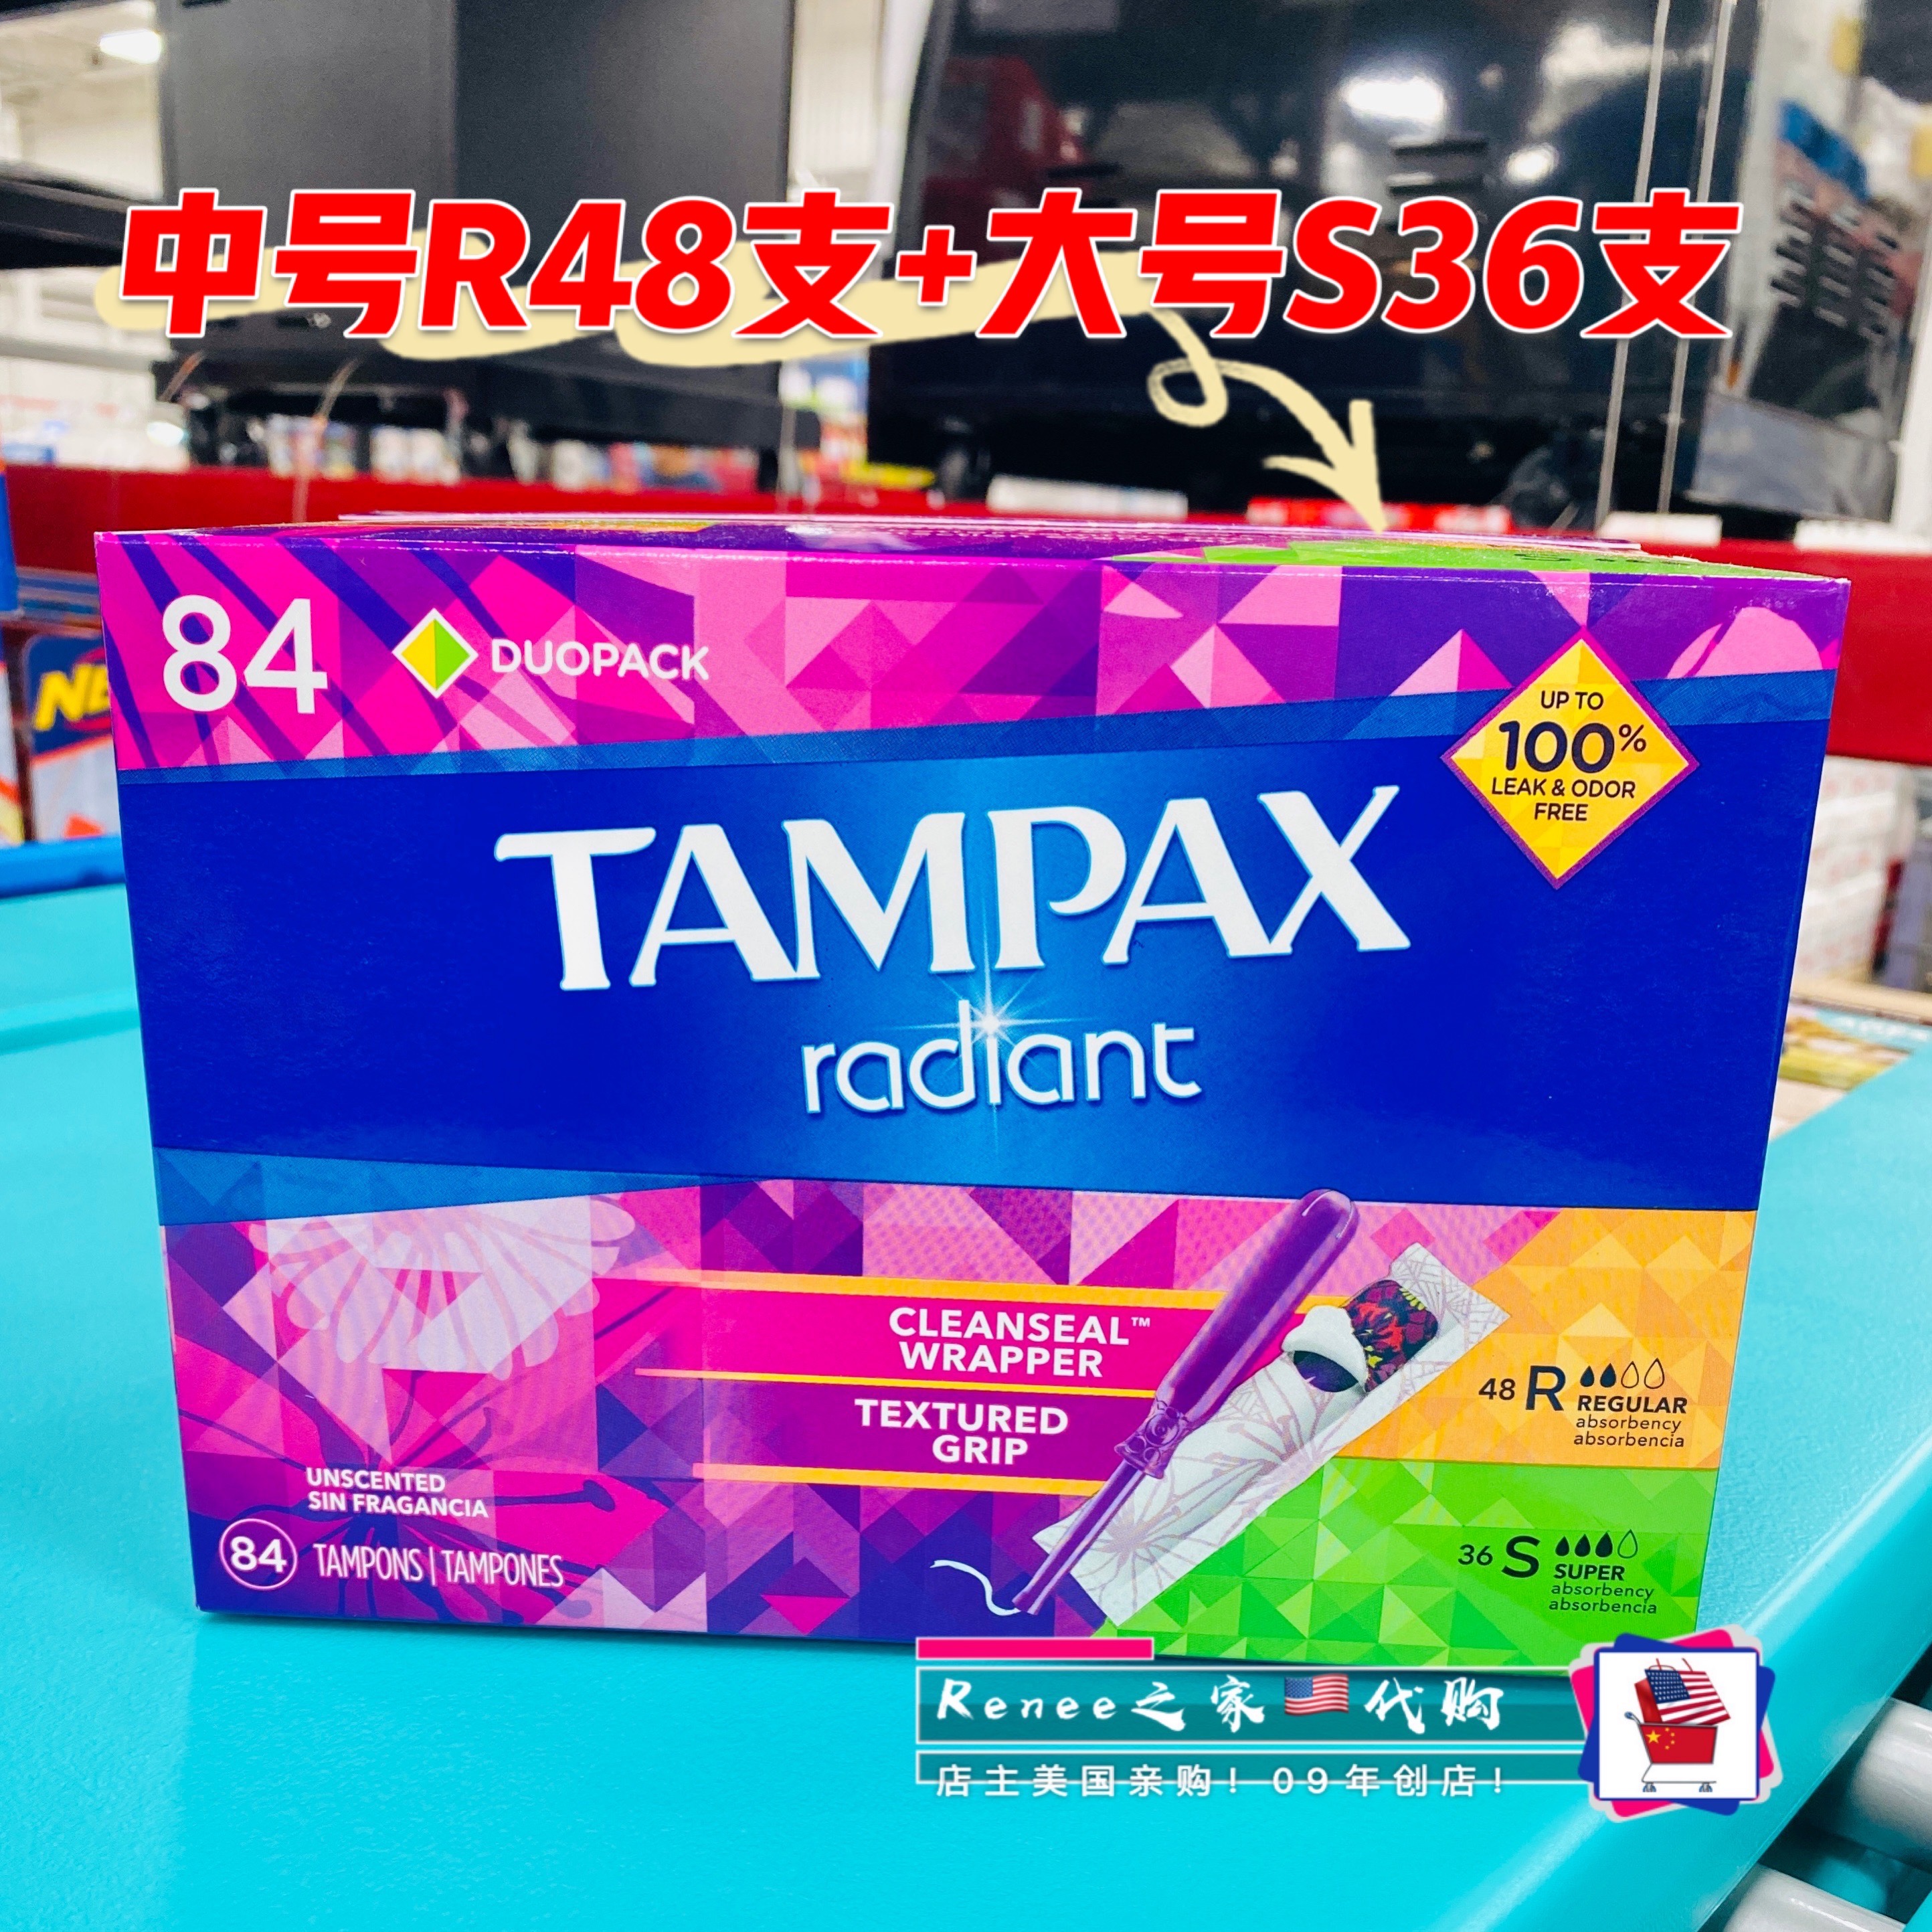 中号R48支+大号S36支
84 DUOPACK
UP TO
100%
LEAK & ODOR
FREE
TAMPAX
radiant
CLEANSEAL™
WRAPPER
TEXTURED
GRIP
48 R REGULAR
absorbency
absorbencia
36 S SUPER
absorbency
absorbencia
UNSCENTED
SIN FRAGANCIA
84 TAMPONS | TAMPONES
Renee之家🇺🇸代购
店主美国亲购! 09年创店!